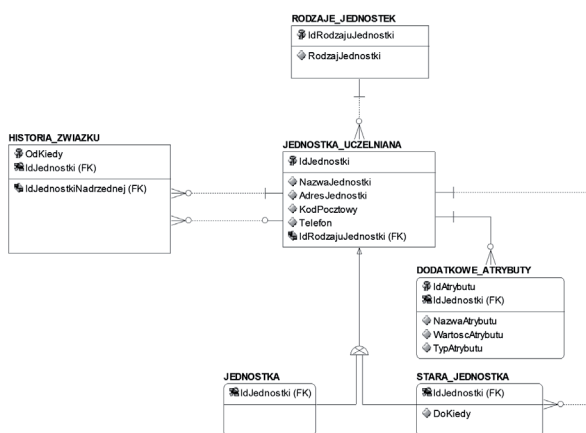 RODZAJE_JEDNOSTEK
IdRodzajuJednostki
RodzajJednostki
HISTORIA_ZWIAZKU
OdKiedy
IdJednostki (FK)
IdJednostkiNadrzednej (FK)
JEDNOSTKA_UCZELNIANA
IdJednostki
NazwaJednostki
AdresJednostki
KodPocztowy
Telefon
IdRodzajuJednostki (FK)
DODATKOWE_ATRYBUTY
IdAtrybutu
IdJednostki (FK)
NazwaAtrybutu
WartoscAtrybutu
TypAtrybutu
JEDNOSTKA
IdJednostki (FK)
STARA_JEDNOSTKA
IdJednostki (FK)
DoKiedy